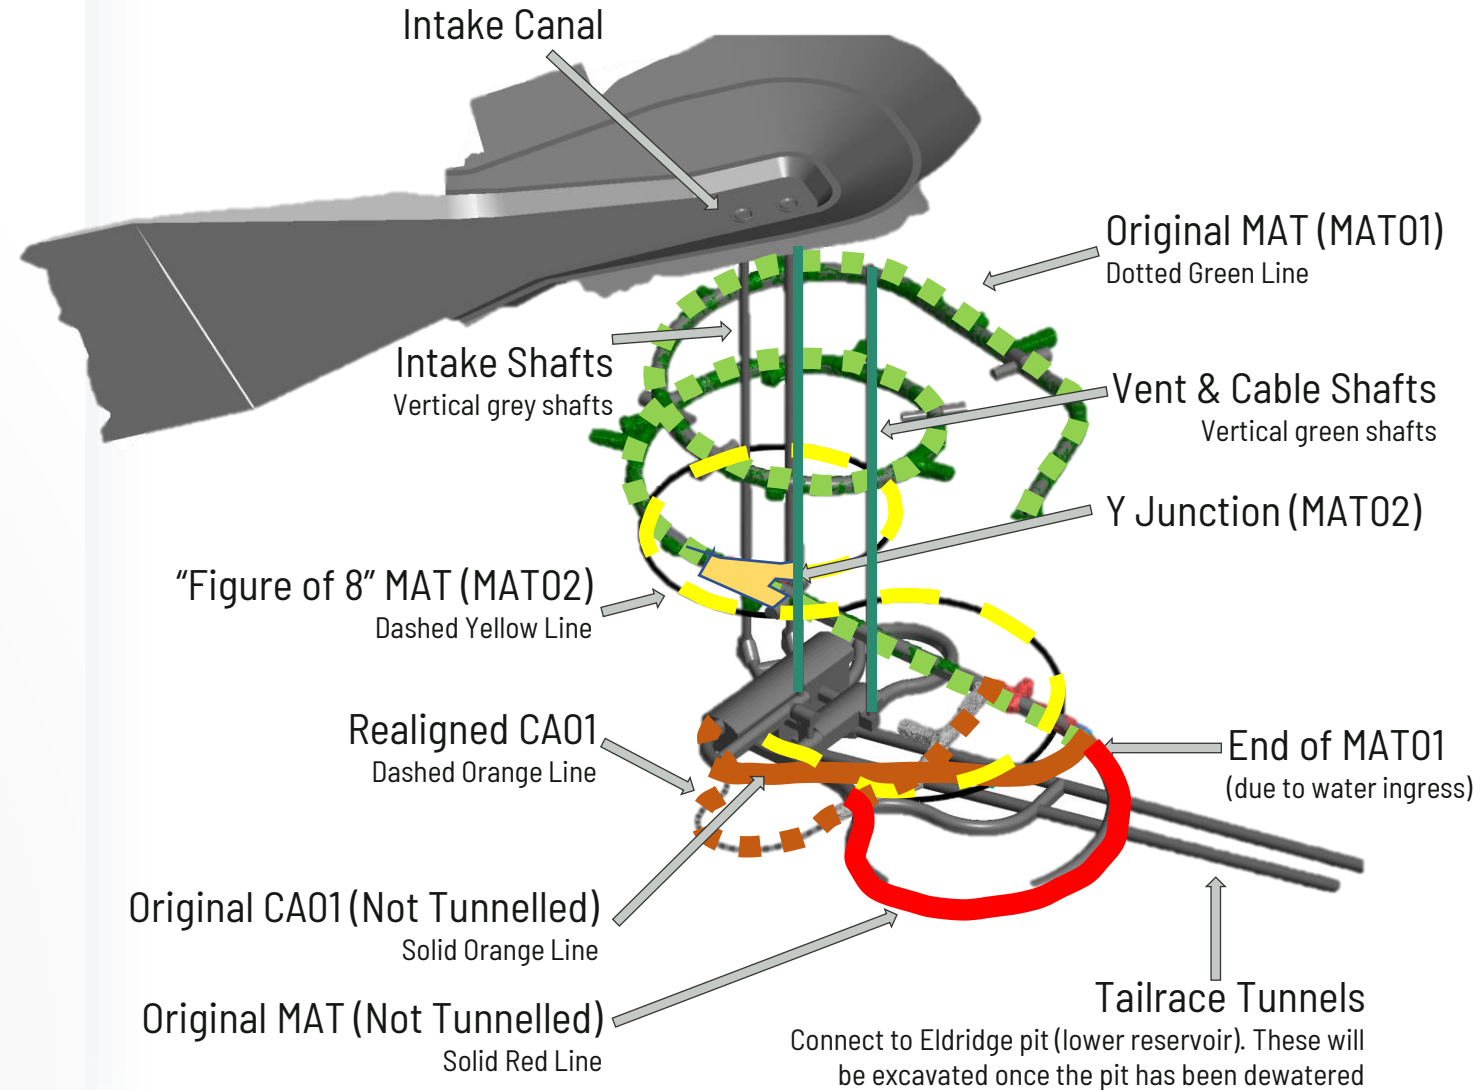 Intake Canal
Original MAT (MAT01)
Dotted Green Line
Intake Shafts
Vertical grey shafts
Vent & Cable Shafts
Vertical green shafts
Y Junction (MAT02)
“Figure of 8” MAT (MAT02)
Dashed Yellow Line
Realigned CA01
Dashed Orange Line
End of MAT01
(due to water ingress)
Original CA01 (Not Tunnelled)
Solid Orange Line
Original MAT (Not Tunnelled)
Solid Red Line
Tailrace Tunnels
Connect to Eldridge pit (lower reservoir). These will
be excavated once the pit has been dewatered